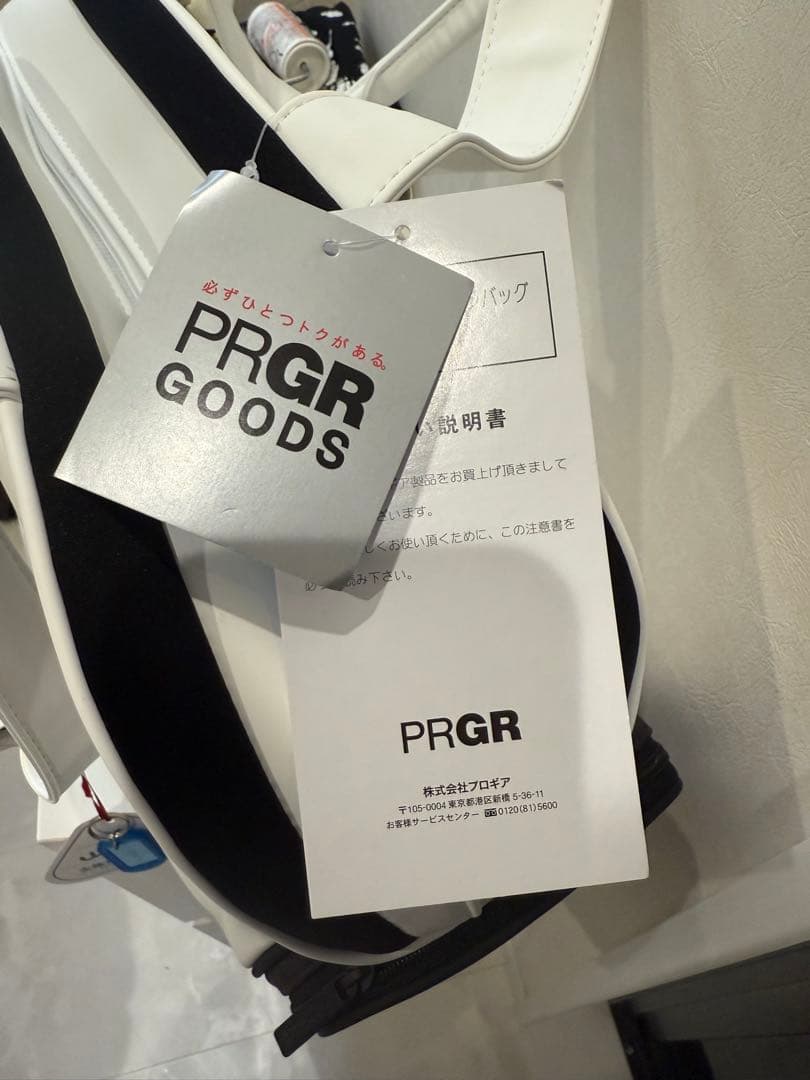 必ずひとつトクがある。
PRGR
GOODS
バッグ
い説明書
ア製品をお買上げ頂きまして
ざいます。
しくお使い頂くために、この注意書を
必 読み下さい。
PRGR
株式会社プロギア
〒105-0004 東京都港区新橋 5-36-11
お客様サービスセンター 0120(81)5600